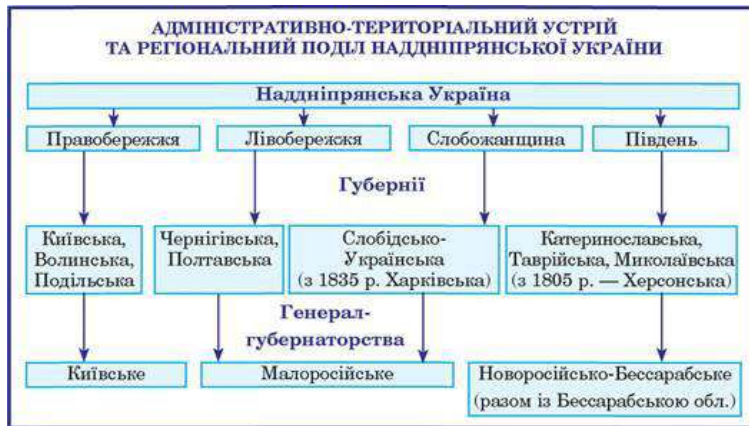 АДМІНІСТРАТИВНО-ТЕРИТОРІАЛЬНИЙ УСТРІЙ
ТА РЕГІОНАЛЬНИЙ ПОДІЛ НАДДНІПРЯНСЬКОЇ УКРАЇНИ
Наддніпрянська Україна
Правобережжя
Лівобережжя
Слобожанщина
Південь
Губернії
Київська,
Волинська,
Подільська
Чернігівська,
Полтавська
Слобідсько-
Українська
(з 1835 р. Харківська)
Катеринославська,
Таврійська, Миколаївська
(з 1805 р. — Херсонська)
Генерал-
губернаторства
Київське
Малоросійське
Новоросійсько-Бессарабське
(разом із Бессарабською обл.)